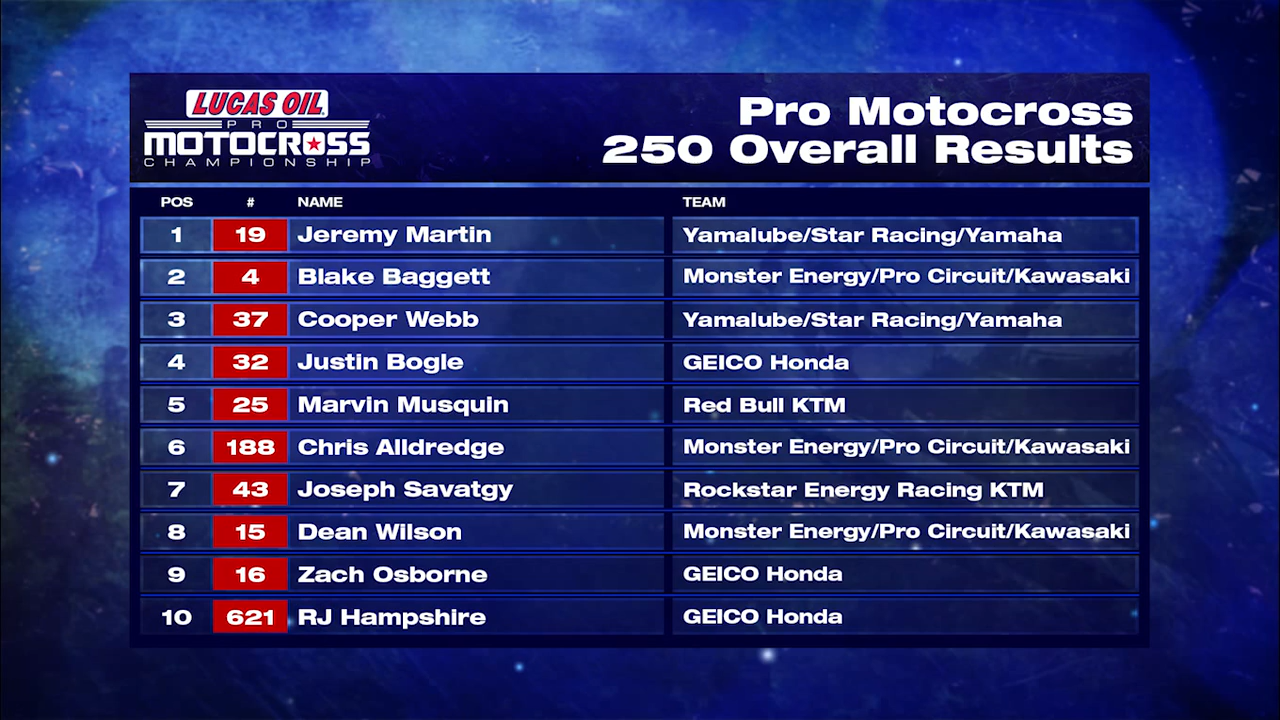 LUCAS OIL
PRO
MOTOCROSS
CHAMPIONSHIP
Pro Motocross
250 Overall Results
POS # NAME TEAM
1 19 Jeremy Martin Yamalube/Star Racing/Yamaha
2 4 Blake Baggett Monster Energy/Pro Circuit/Kawasaki
3 37 Cooper Webb Yamalube/Star Racing/Yamaha
4 32 Justin Bogle GEICO Honda
5 25 Marvin Musquin Red Bull KTM
6 188 Chris Alldredge Monster Energy/Pro Circuit/Kawasaki
7 43 Joseph Savatgy Rockstar Energy Racing KTM
8 15 Dean Wilson Monster Energy/Pro Circuit/Kawasaki
9 16 Zach Osborne GEICO Honda
10 621 RJ Hampshire GEICO Honda